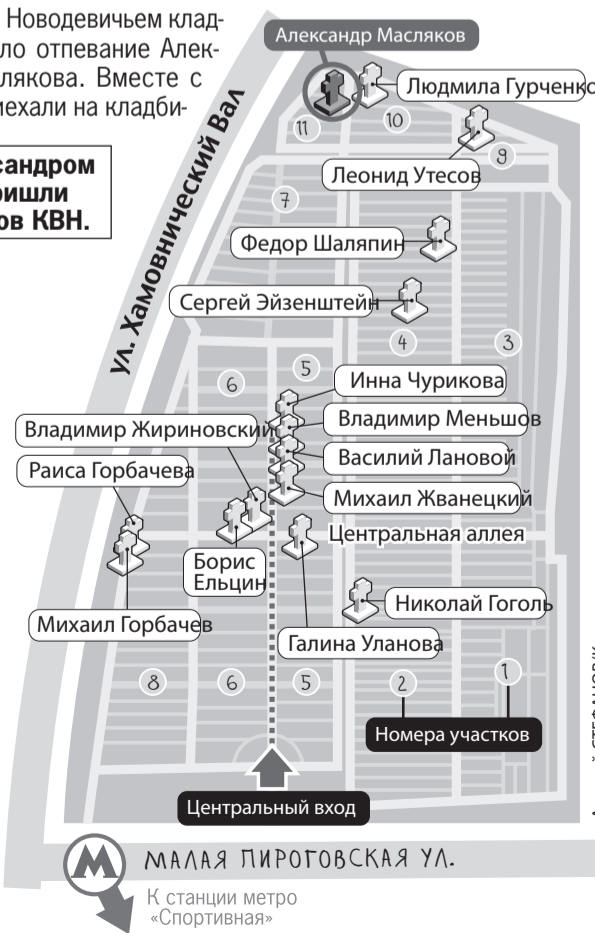 Новодевичьем клад-
ло отпевание Алек-
слякова. Вместе с
иехали на кладби-
сандром
ришли
ов КВН.
Александр Масляков
Людмила Гурченко
11
10
9
Леонид Утесов
ул. Хамовнический Вал
7
Федор Шаляпин
Сергей Эйзенштейн
4
3
5
6
Инна Чурикова
Владимир Меньшов
Владимир Жириновский
Василий Лановой
Раиса Горбачева
Михаил Жванецкий
Центральная аллея
Борис
Ельцин
Николай Гоголь
Михаил Горбачев
Галина Уланова
8
6
5
2
1
Номера участков
Центральный вход
М
МАЛАЯ ПИРОГОВСКАЯ УЛ.
К станции метро
«Спортивная»